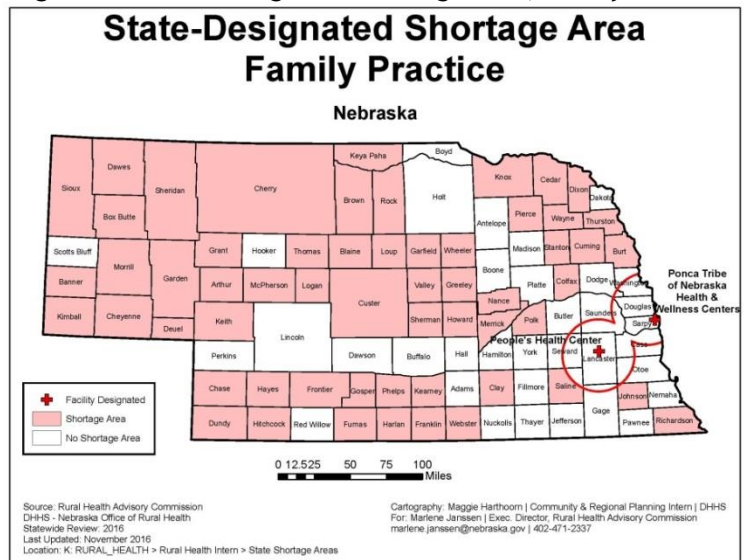 State-Designated Shortage Area
Family Practice
Nebraska
Sioux
Dawes
Sheridan
Box Butte
Cherry
Keya Paha
Boyd
Brown
Rock
Holt
Knox
Cedar
Dixon
Dakota
Antelope
Pierce
Wayne
Thurston
Scotts Bluff
Banner
Kimball
Morrill
Cheyenne
Garden
Deuel
Grant
Hooker
Thomas
Blaine
Loup
Garfield
Wheeler
Boone
Madison
Stanton
Cuming
Burt
Arthur
McPherson
Logan
Custer
Valley
Greeley
Nance
Platte
Colfax
Dodge
Washington
Keith
Lincoln
Sherman
Howard
Merrick
Polk
Butler
Saunders
Douglas
Sarpy
Ponca Tribe
of Nebraska
Health &
Wellness Centers
People's Health Center
Perkins
Dawson
Buffalo
Hall
Hamilton
York
Seward
Lancaster
Cass
Otoe
Chase
Hayes
Frontier
Gosper
Phelps
Kearney
Adams
Clay
Fillmore
Saline
Gage
Johnson
Nemaha
Dundy
Hitchcock
Red Willow
Furnas
Harlan
Franklin
Webster
Nuckolls
Thayer
Jefferson
Pawnee
Richardson
Facility Designated
Shortage Area
No Shortage Area
0 12.525 50 75 100
Miles
Source: Rural Health Advisory Commission
DHHS - Nebraska Office of Rural Health
Statewide Review: 2016
Last Updated: November 2016
Location: K: RURAL_HEALTH > Rural Health Intern > State Shortage Areas
Cartography: Maggie Harthoorn | Community & Regional Planning Intern | DHHS
For: Marlene Janssen | Exec. Director, Rural Health Advisory Commission
marlene.janssen@nebraska.gov | 402-471-2337